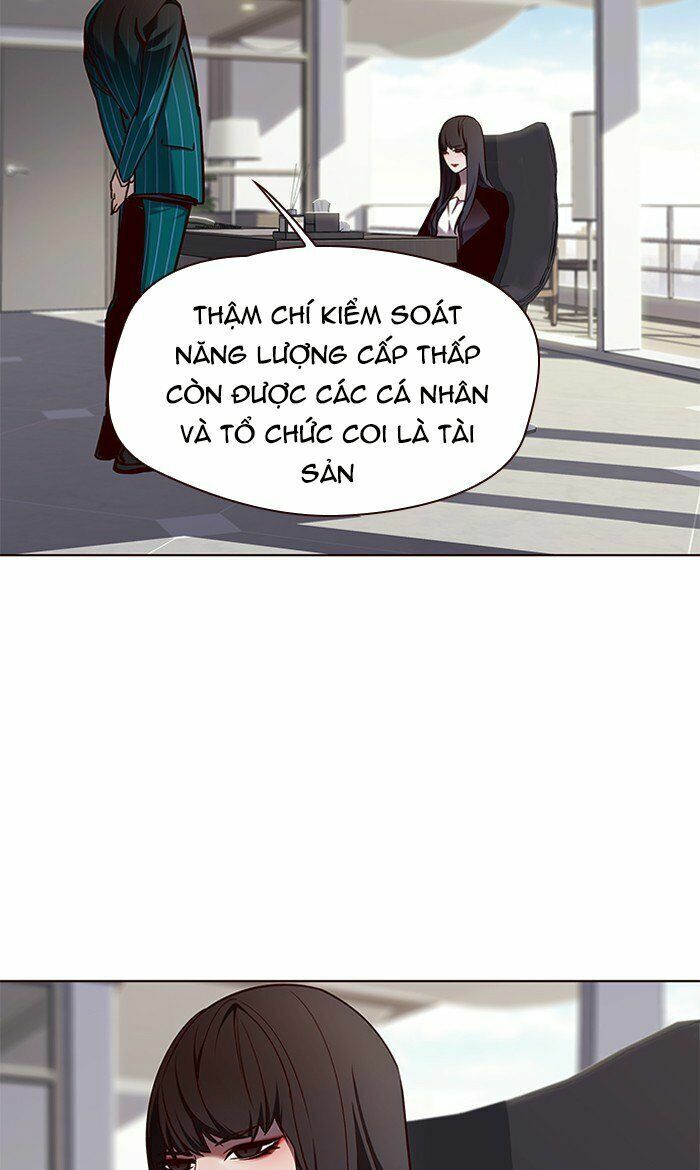 THẬM CHÍ KIỂM SOÁT
NĂNG LƯỢNG CẤP THẤP
CÒN ĐƯỢC CÁC CÁ NHÂN
VÀ TỔ CHỨC COI LÀ TÀI
SẢN